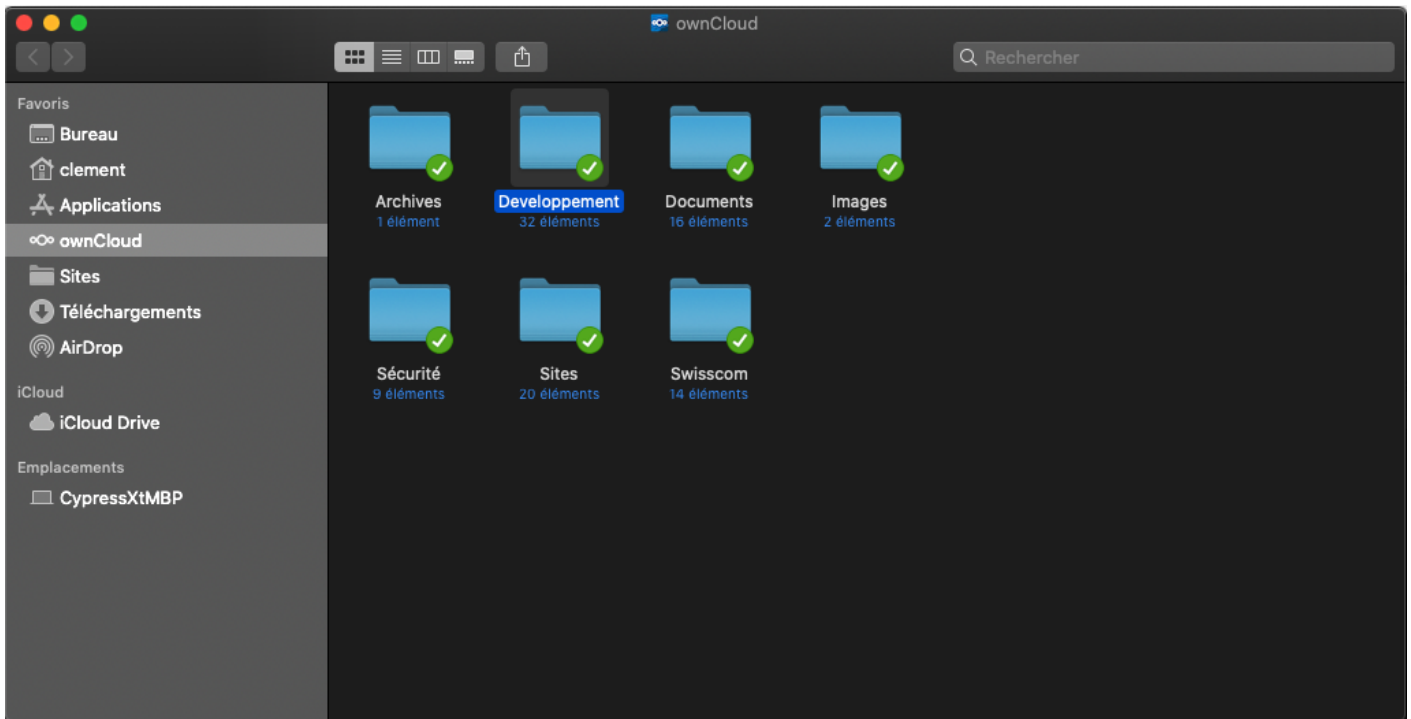 ownCloud
Rechercher
Favoris
Bureau
clement
Applications
ownCloud
Sites
Téléchargements
AirDrop
iCloud
iCloud Drive
Emplacements
CypressXtMBP
Archives
1 élément
Developpement
32 éléments
Documents
16 éléments
Images
2 éléments
Sécurité
9 éléments
Sites
20 éléments
Swisscom
14 éléments